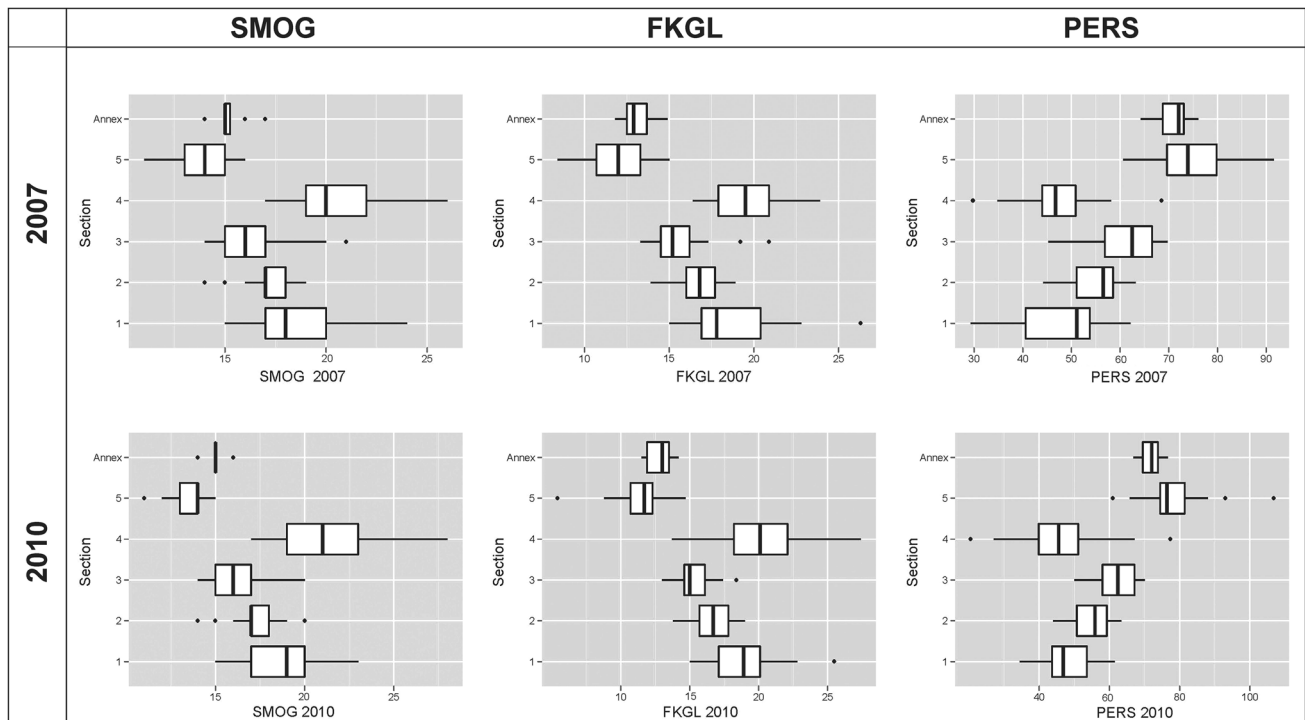 SMOG FKGL PERS
2007
Section
Annex
5
4
3
2
1
15 20 25
SMOG 2007
Section
Annex
5
4
3
2
1
10 15 20 25
FKGL 2007
Section
Annex
5
4
3
2
1
30 40 50 60 70 80 90
PERS 2007
2010
Section
Annex
5
4
3
2
1
15 20 25
SMOG 2010
Section
Annex
5
4
3
2
1
10 15 20 25
FKGL 2010
Section
Annex
5
4
3
2
1
40 60 80 100
PERS 2010